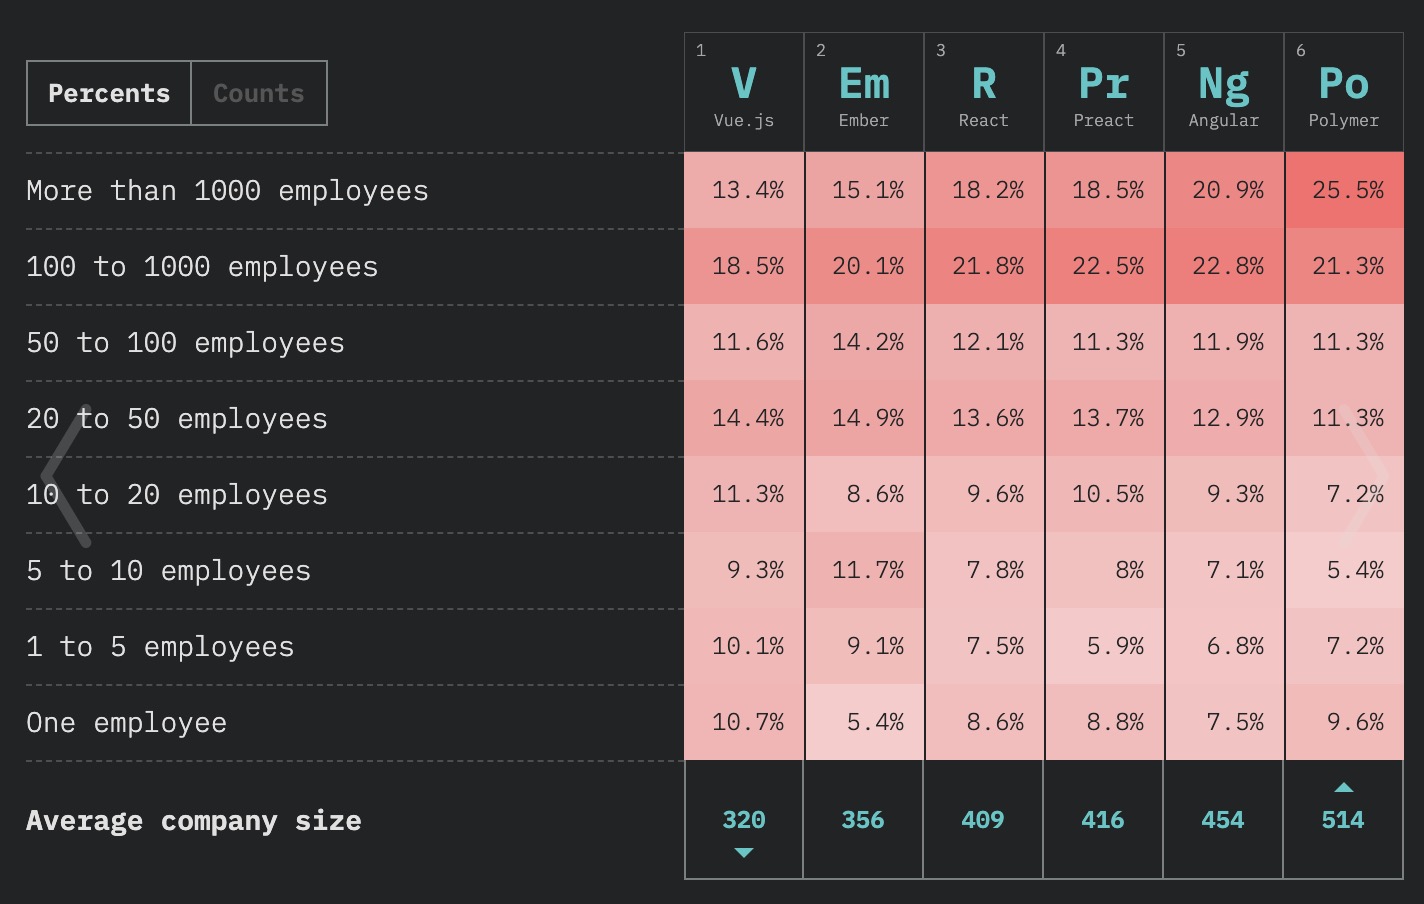 Percents Counts
1 2 3 4 5 6
V Em R Pr Ng Po
Vue.js Ember React Preact Angular Polymer
More than 1000 employees 13.4% 15.1% 18.2% 18.5% 20.9% 25.5%
100 to 1000 employees 18.5% 20.1% 21.8% 22.5% 22.8% 21.3%
50 to 100 employees 11.6% 14.2% 12.1% 11.3% 11.9% 11.3%
20 to 50 employees 14.4% 14.9% 13.6% 13.7% 12.9% 11.3%
10 to 20 employees 11.3% 8.6% 9.6% 10.5% 9.3% 7.2%
5 to 10 employees 9.3% 11.7% 7.8% 8% 7.1% 5.4%
1 to 5 employees 10.1% 9.1% 7.5% 5.9% 6.8% 7.2%
One employee 10.7% 5.4% 8.6% 8.8% 7.5% 9.6%
Average company size 320 356 409 416 454 514